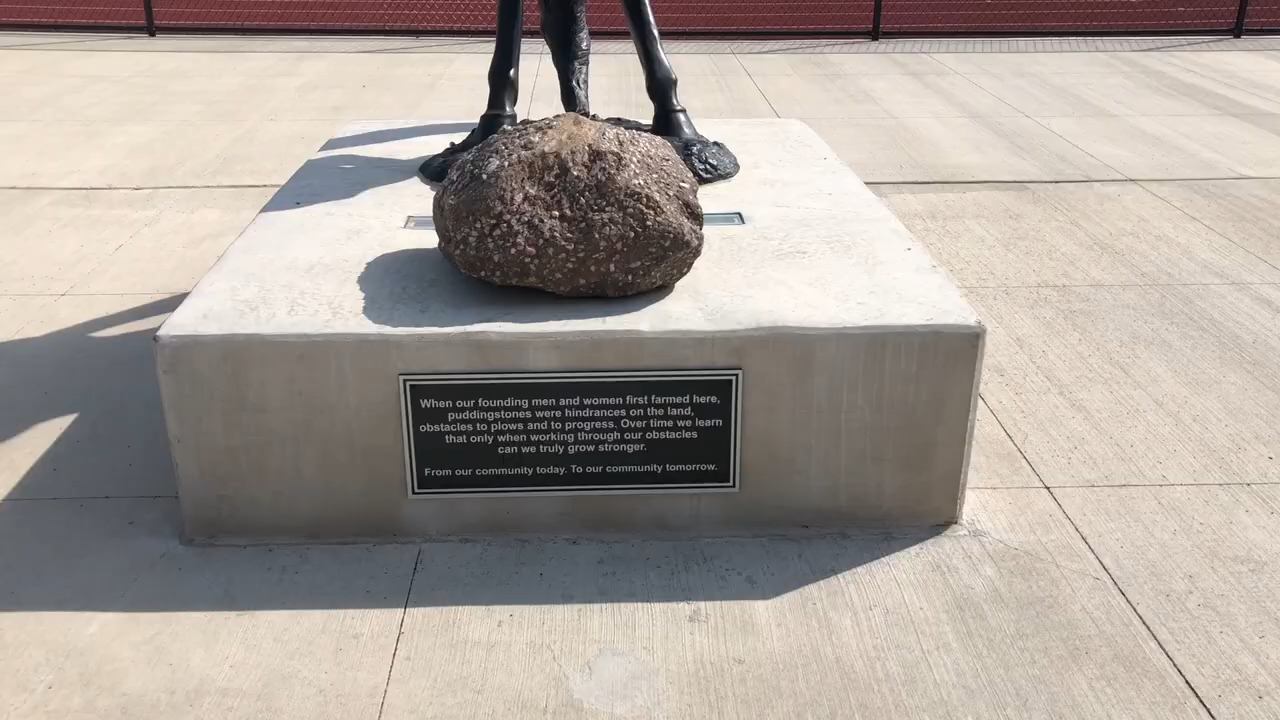 When our founding men and women first farmed here,
puddingstones were hindrances on the land,
obstacles to plows and to progress. Over time we learn
that only when working through our obstacles
can we truly grow stronger.
From our community today. To our community tomorrow.